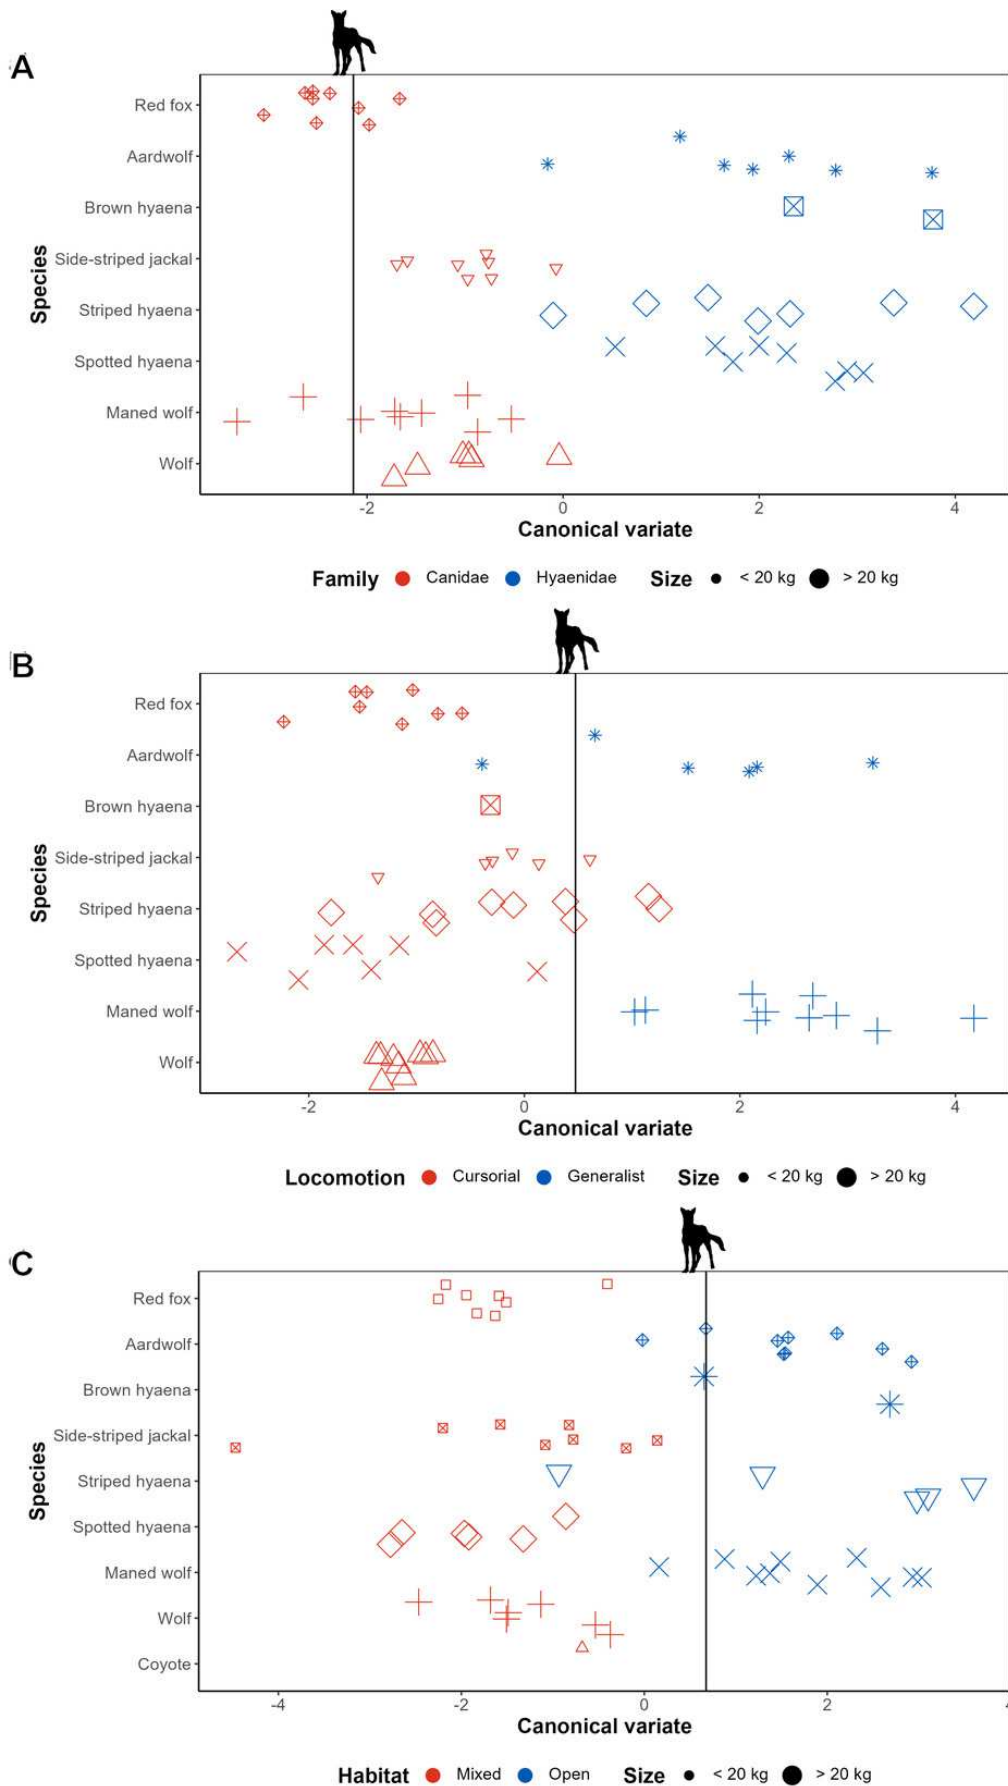 A
Red fox
Aardwolf
Brown hyaena
Side-striped jackal
Striped hyaena
Spotted hyaena
Maned wolf
Wolf
Species
-2 0 2 4
Canonical variate
Family Canidae Hyaenidae Size < 20 kg > 20 kg
B
Red fox
Aardwolf
Brown hyaena
Side-striped jackal
Striped hyaena
Spotted hyaena
Maned wolf
Wolf
Species
-2 0 2 4
Canonical variate
Locomotion Cursorial Generalist Size < 20 kg > 20 kg
C
Red fox
Aardwolf
Brown hyaena
Side-striped jackal
Striped hyaena
Spotted hyaena
Maned wolf
Wolf
Coyote
Species
-4 -2 0 2
Canonical variate
Habitat Mixed Open Size < 20 kg > 20 kg